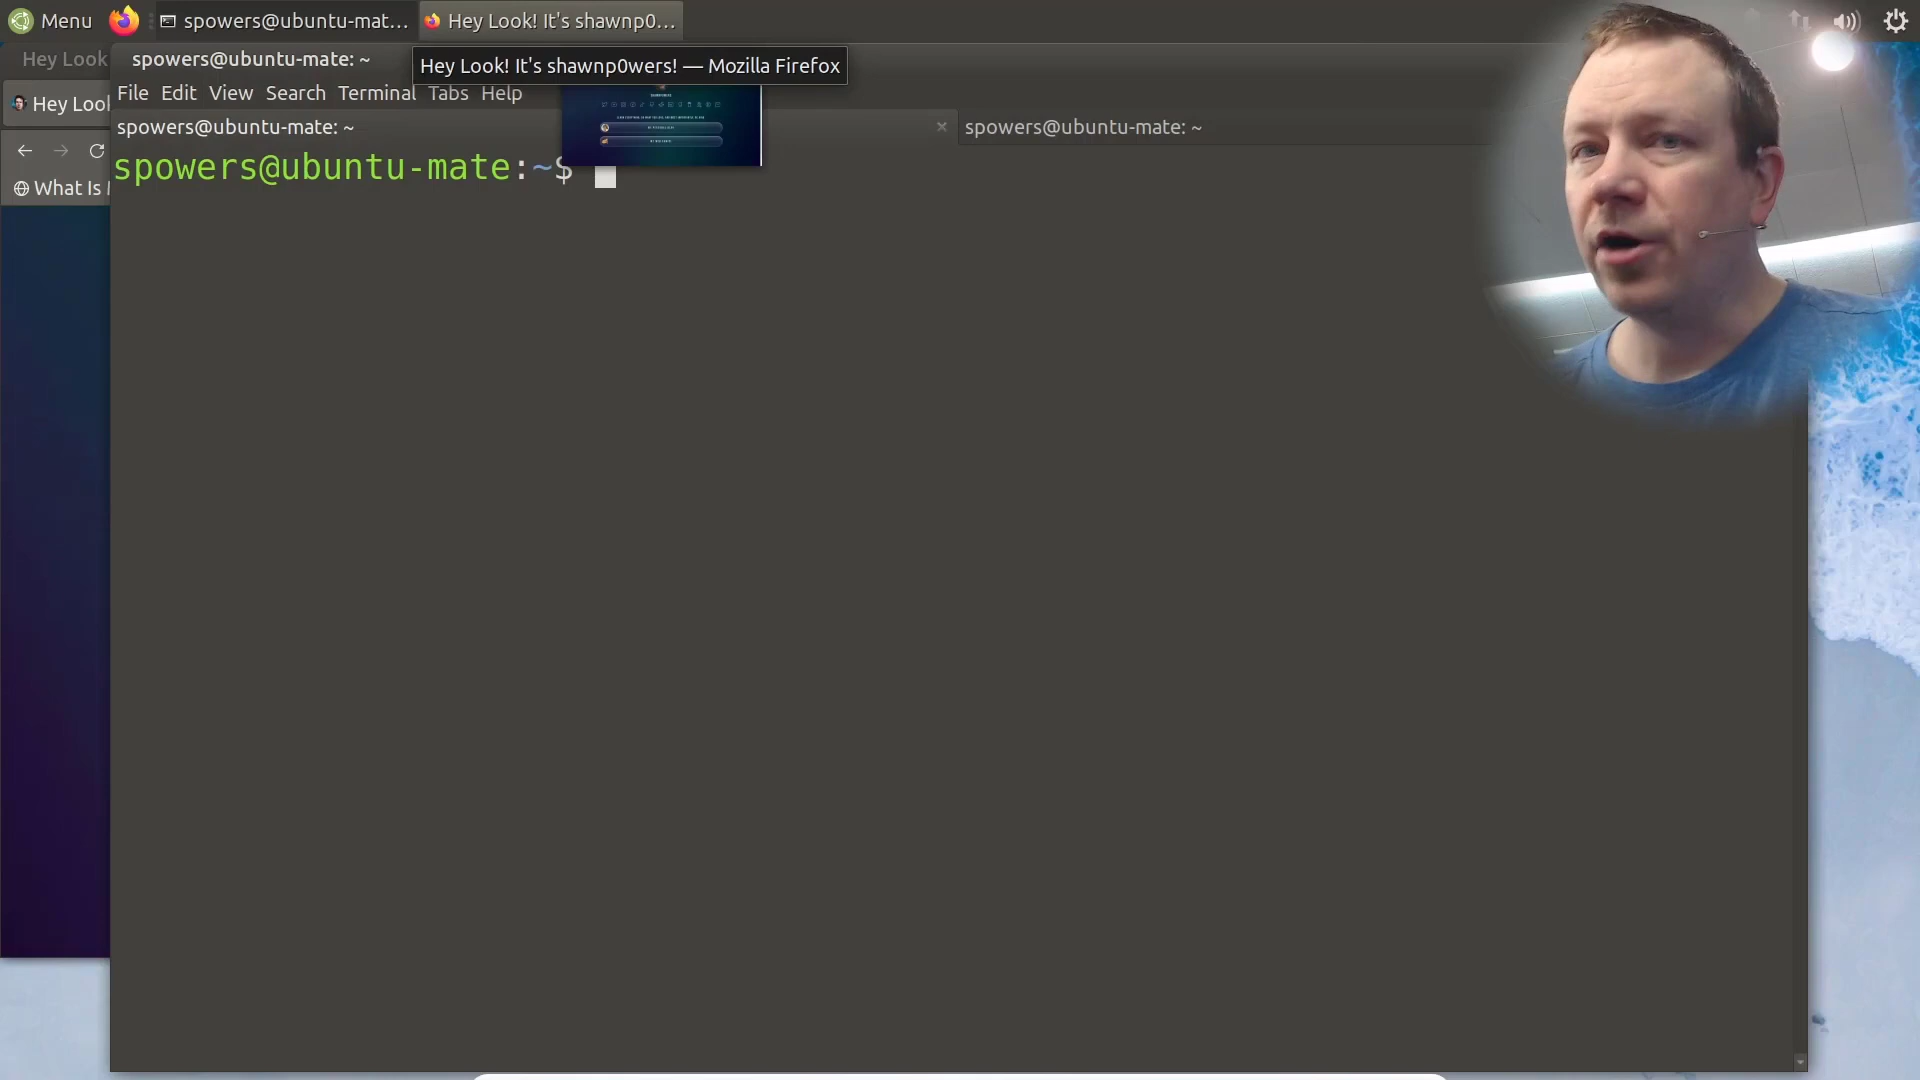 Menu
spowers@ubuntu-mat...
Hey Look! It's shawnp0...
Hey Look
spowers@ubuntu-mate: ~
Hey Look! It's shawnp0wers! — Mozilla Firefox
Hey Look
File Edit View Search Terminal Tabs Help
spowers@ubuntu-mate: ~
spowers@ubuntu-mate: ~
What Is
spowers@ubuntu-mate:~$